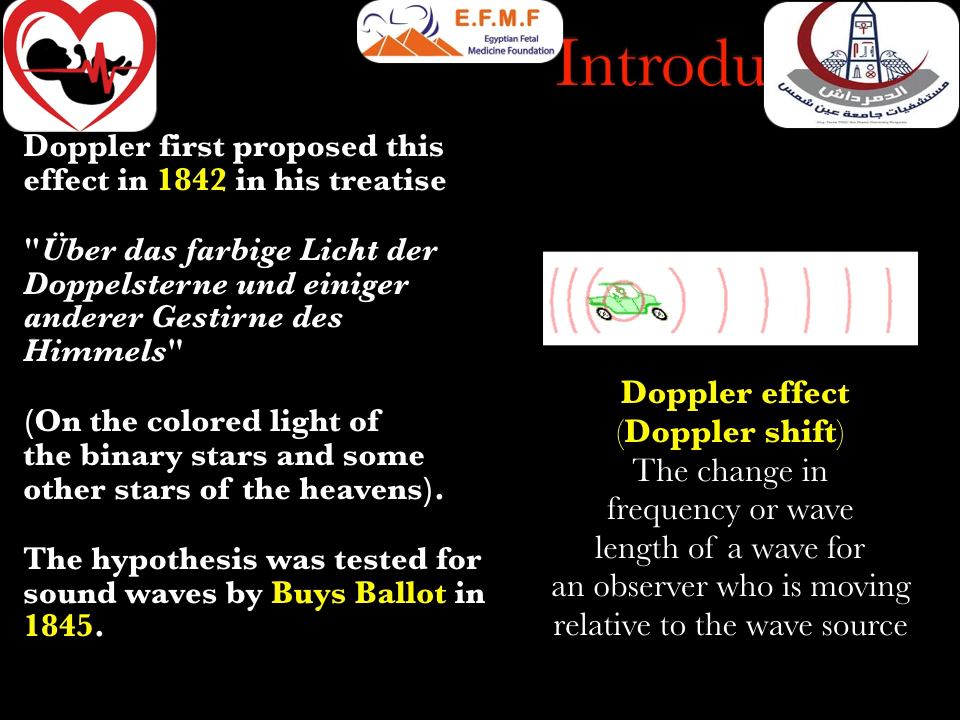 E.F.M.F
Egyptian Fetal
Medicine Foundation
Introdu
الدمرداش
مستشفيات جامعة عين شمس
Doppler first proposed this
effect in 1842 in his treatise
"Über das farbige Licht der
Doppelsterne und einiger
anderer Gestirne des
Himmels"
(On the colored light of
the binary stars and some
other stars of the heavens).
The hypothesis was tested for
sound waves by Buys Ballot in
1845.
Doppler effect
(Doppler shift)
The change in
frequency or wave
length of a wave for
an observer who is moving
relative to the wave source